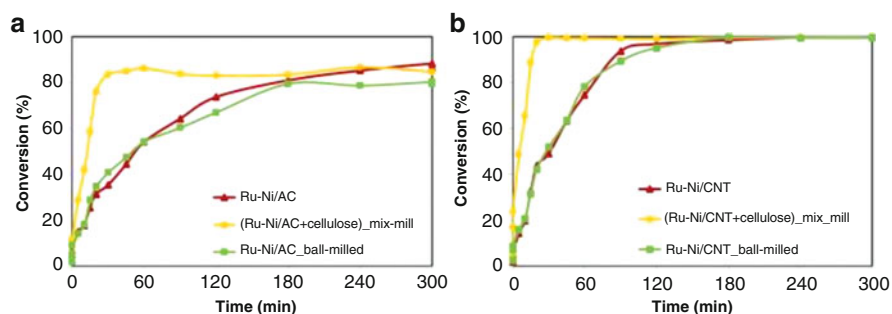 a
100
80
60
40
20
0
Conversion (%)
Ru-Ni/AC
(Ru-Ni/AC+cellulose)_mix-mill
Ru-Ni/AC_ball-milled
0 60 120 180 240 300
Time (min)
b
100
80
60
40
20
0
Conversion (%)
Ru-Ni/CNT
(Ru-Ni/CNT+cellulose)_mix_mill
Ru-Ni/CNT_ball-milled
0 60 120 180 240 300
Time (min)